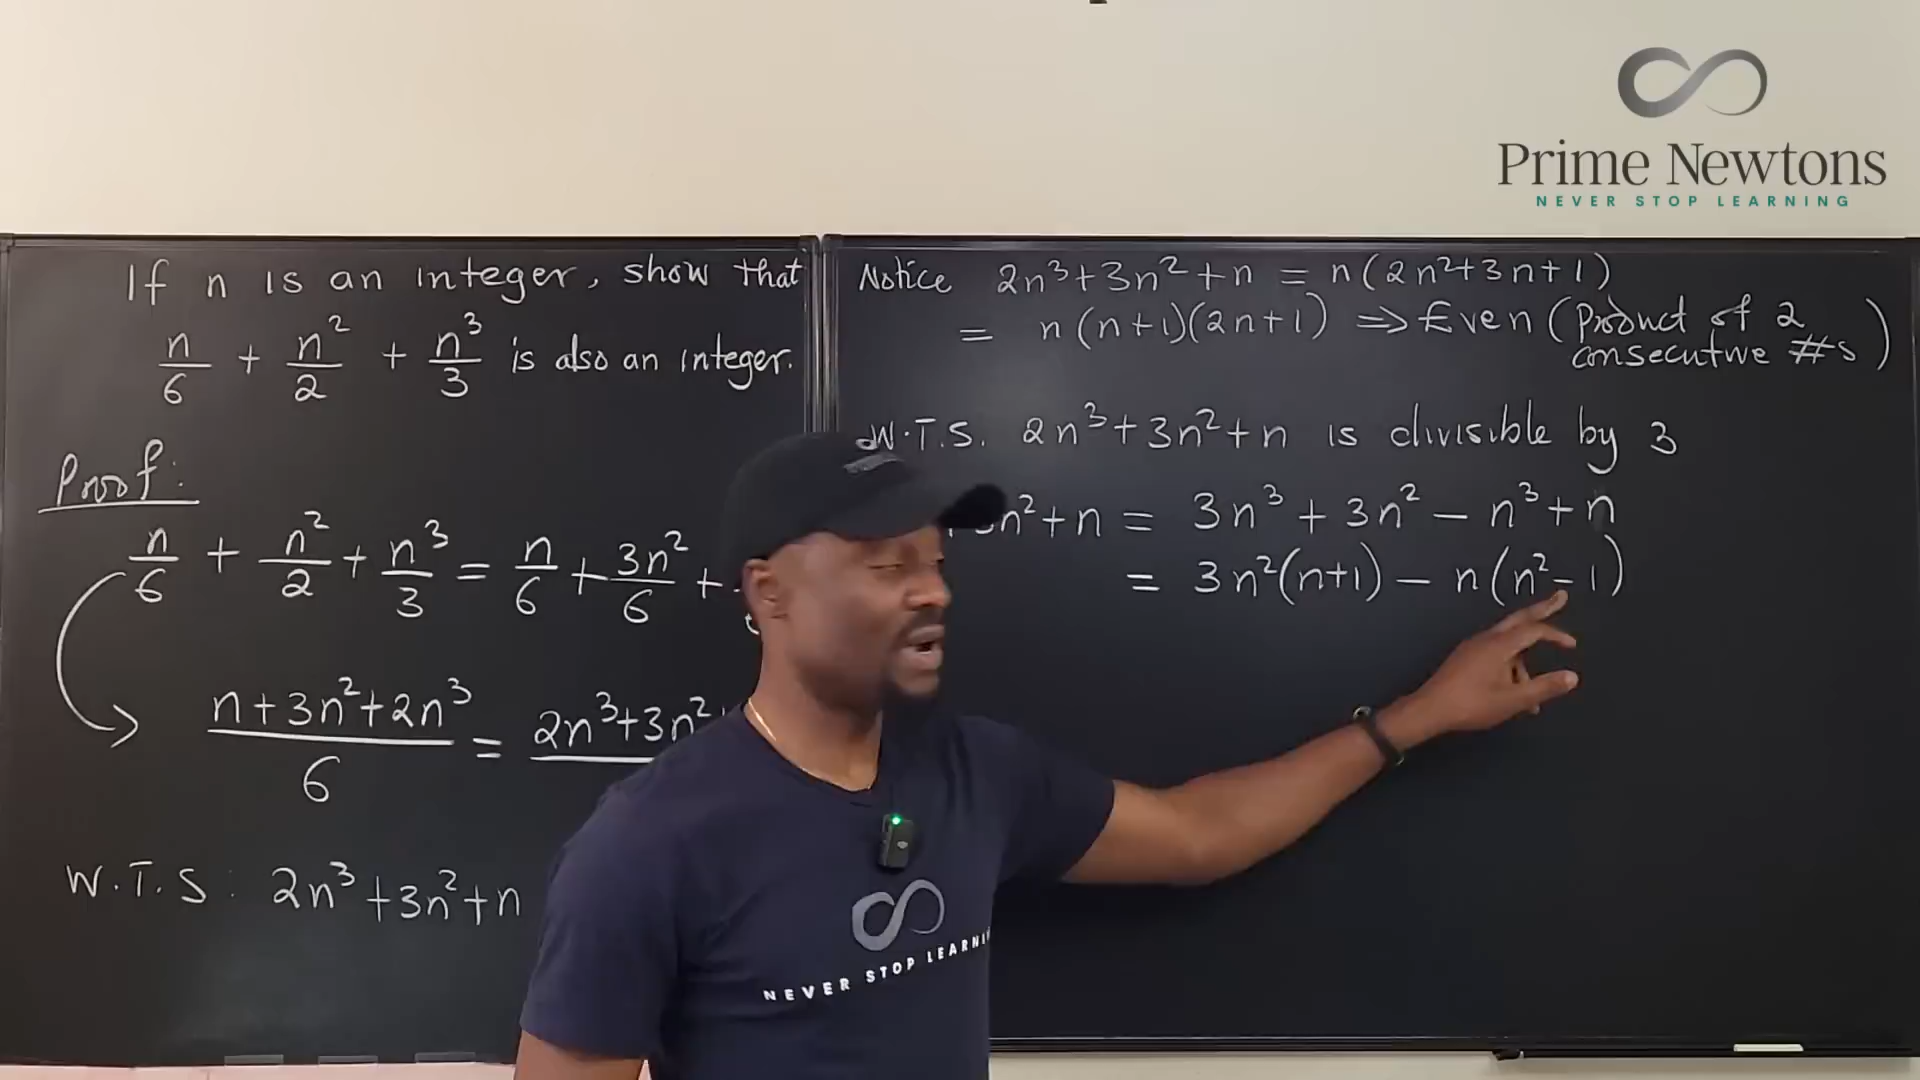 Prime Newtons
NEVER STOP LEARNING
If n is an integer, show that
n/6 + n²/2 + n³/3 is also an integer.
Proof:
n/6 + n²/2 + n³/3 = n/6 + 3n²/6 +
(n+3n²+2n³)/6 = 2n³+3n²
W.T.S: 2n³+3n²+n
Notice 2n³+3n²+n = n(2n²+3n+1)
= n(n+1)(2n+1) ⇒ Even (Product of 2
consecutive #s)
W.T.S. 2n³+3n²+n is divisible by 3
n²+n = 3n³ + 3n² − n³ + n
= 3n²(n+1) − n(n²−1)
NEVER STOP LEARNIN